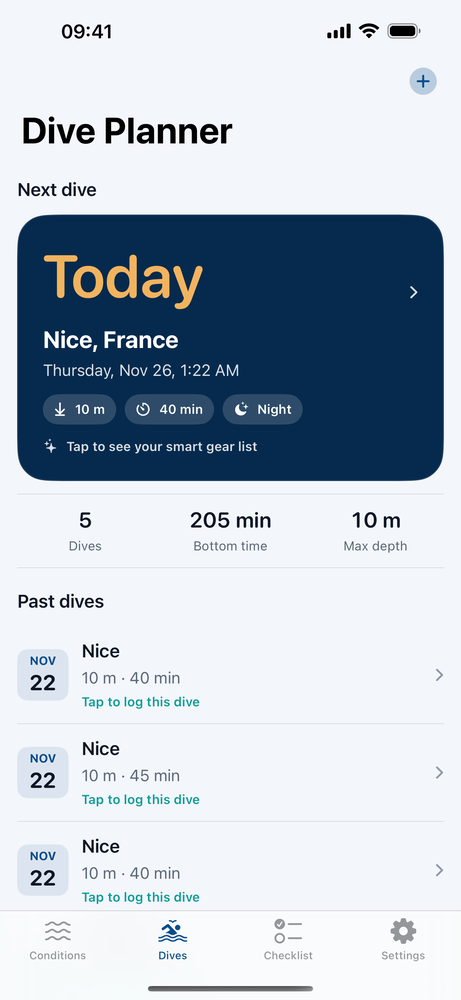 09:41
Dive Planner
Next dive
Today
Nice, France
Thursday, Nov 26, 1:22 AM
10 m 40 min Night
Tap to see your smart gear list
5 205 min 10 m
Dives Bottom time Max depth
Past dives
NOV
22
Nice
10 m · 40 min
Tap to log this dive
NOV
22
Nice
10 m · 45 min
Tap to log this dive
NOV
22
Nice
10 m · 40 min
Tap to log this dive
Conditions Dives Checklist Settings